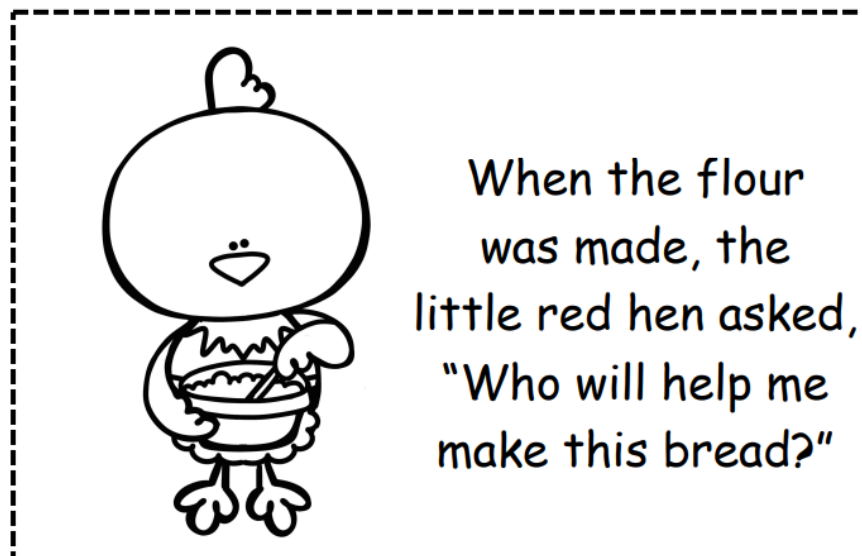 When the flour
was made, the
little red hen asked,
“Who will help me
make this bread?”